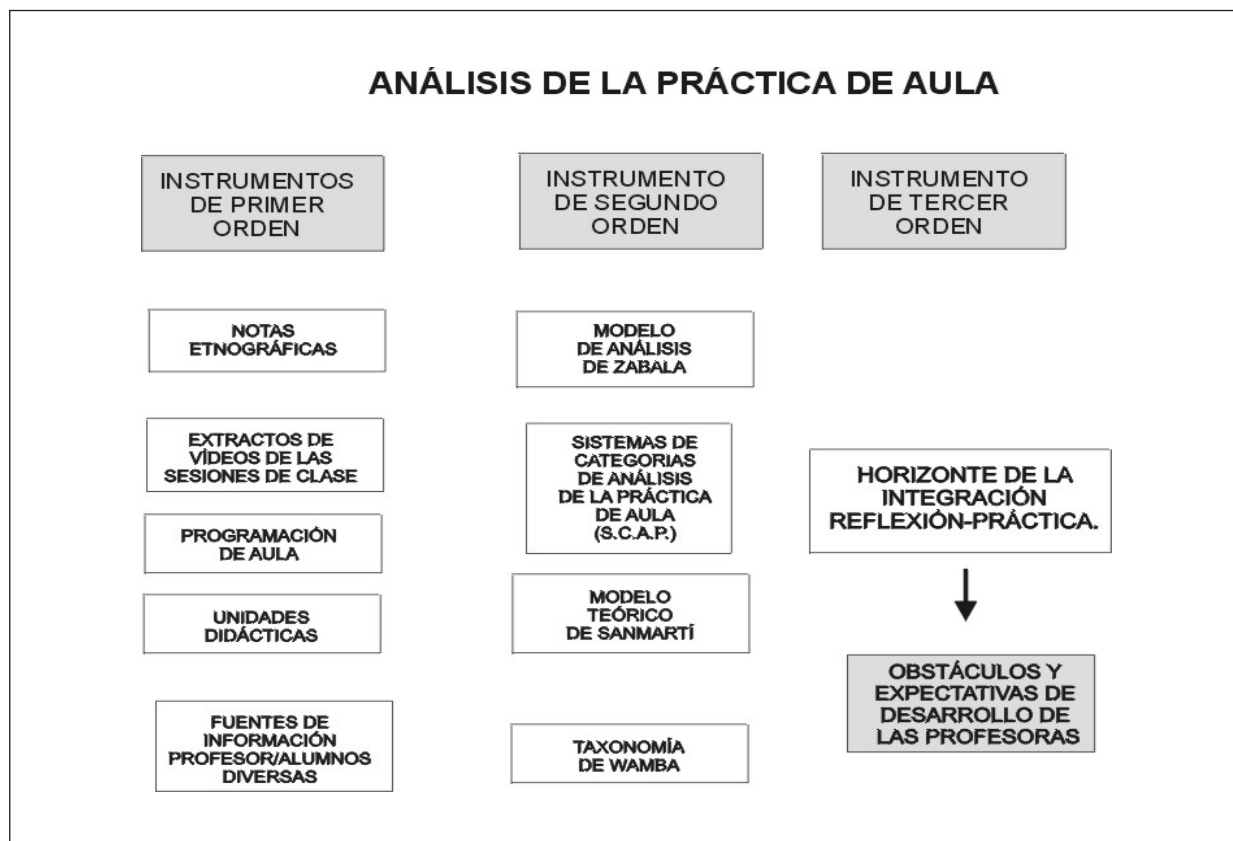 ANÁLISIS DE LA PRÁCTICA DE AULA
INSTRUMENTOS
DE PRIMER
ORDEN
NOTAS
ETNOGRÁFICAS
EXTRACTOS DE
VÍDEOS DE LAS
SESIONES DE CLASE
PROGRAMACIÓN
DE AULA
UNIDADES
DIDÁCTICAS
FUENTES DE
INFORMACIÓN
PROFESOR/ALUMNOS
DIVERSAS
INSTRUMENTO
DE SEGUNDO
ORDEN
MODELO
DE ANÁLISIS
DE ZABALA
SISTEMAS DE
CATEGORIAS
DE ANÁLISIS
DE LA PRÁCTICA
DE AULA
(S.C.A.P.)
MODELO
TEÓRICO
DE SANMARTÍ
TAXONOMÍA
DE WAMBA
INSTRUMENTO
DE TERCER
ORDEN
HORIZONTE DE LA
INTEGRACIÓN
REFLEXIÓN-PRÁCTICA.
OBSTÁCULOS Y
EXPECTATIVAS DE
DESARROLLO DE
LAS PROFESORAS